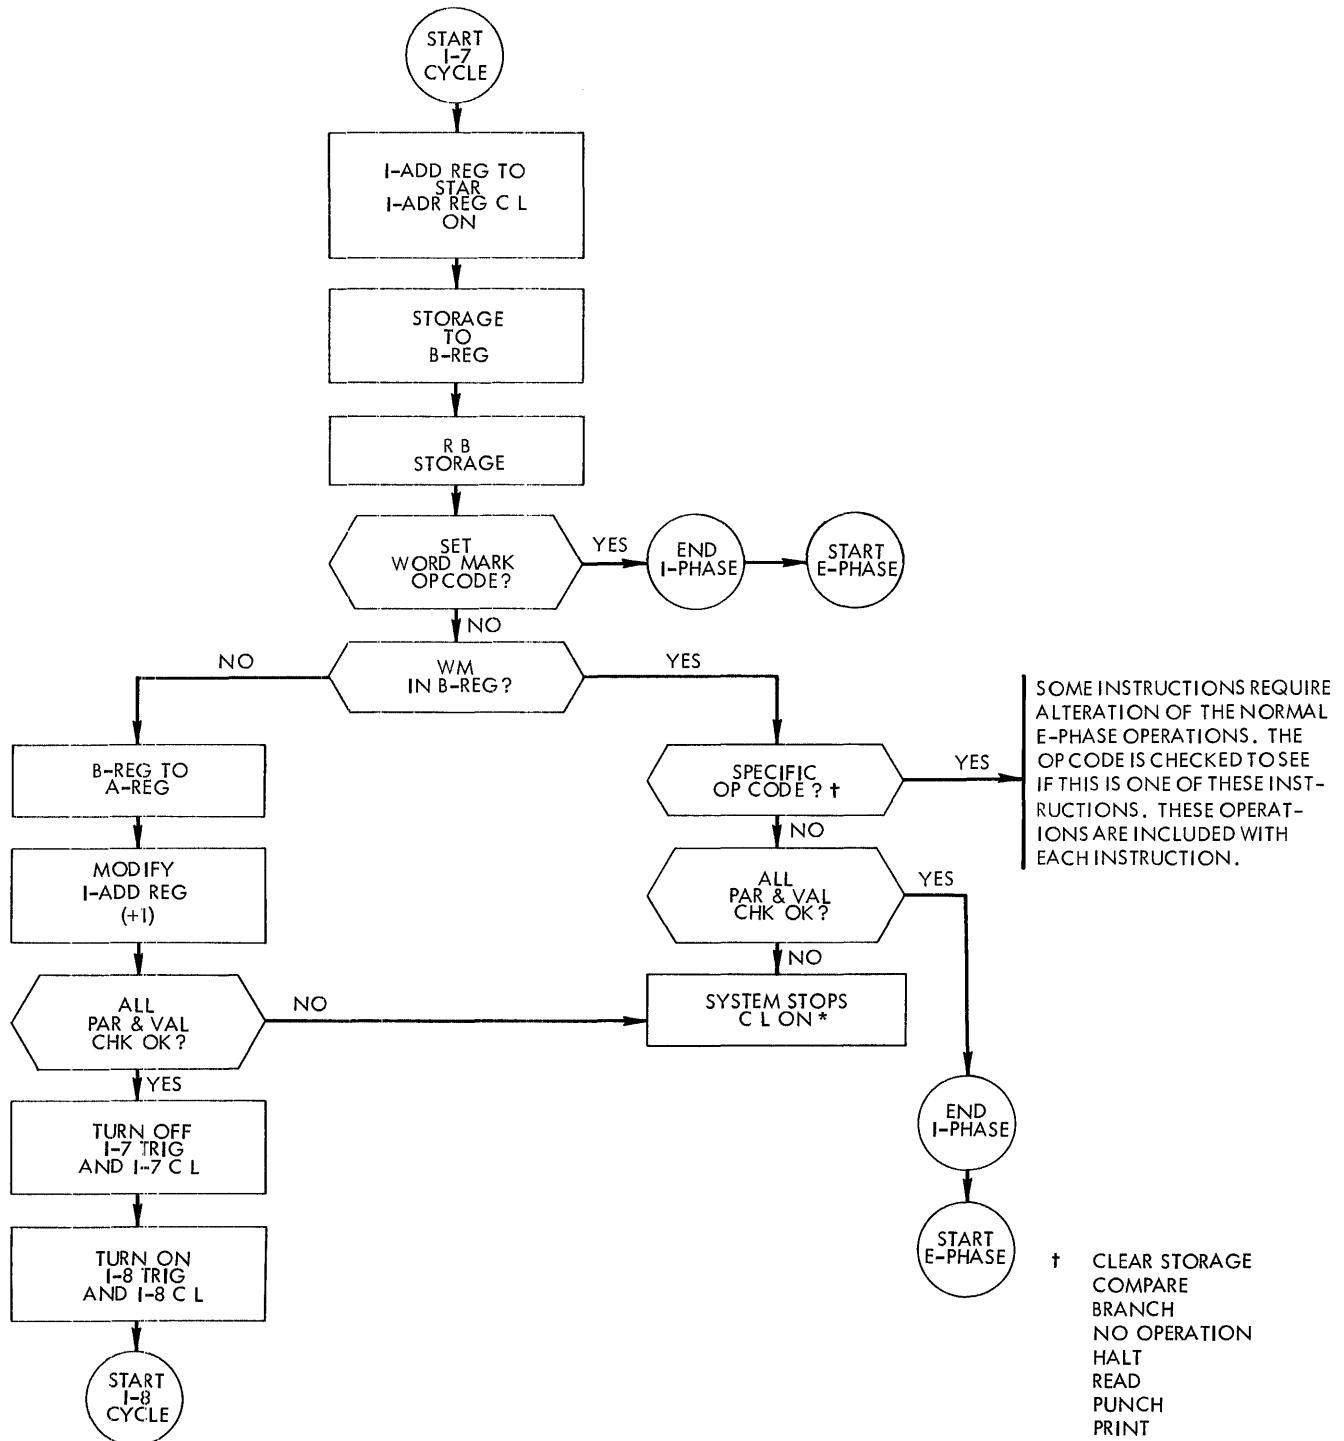 START
I-7
CYCLE
I-ADD REG TO
STAR
I-ADR REG C L
ON
STORAGE
TO
B-REG
R B
STORAGE
SET
WORD MARK
OP CODE?
YES
END
I-PHASE
START
E-PHASE
NO
WM
IN B-REG?
NO
YES
B-REG TO
A-REG
MODIFY
I-ADD REG
(+1)
ALL
PAR & VAL
CHK OK?
NO
YES
TURN OFF
I-7 TRIG
AND I-7 C L
TURN ON
I-8 TRIG
AND I-8 C L
START
I-8
CYCLE
SPECIFIC
OP CODE? †
YES
NO
ALL
PAR & VAL
CHK OK?
YES
NO
SYSTEM STOPS
C L ON *
END
I-PHASE
START
E-PHASE
SOME INSTRUCTIONS REQUIRE
ALTERATION OF THE NORMAL
E-PHASE OPERATIONS. THE
OP CODE IS CHECKED TO SEE
IF THIS IS ONE OF THESE INST-
RUCTIONS. THESE OPERAT-
IONS ARE INCLUDED WITH
EACH INSTRUCTION.
† CLEAR STORAGE
COMPARE
BRANCH
NO OPERATION
HALT
READ
PUNCH
PRINT